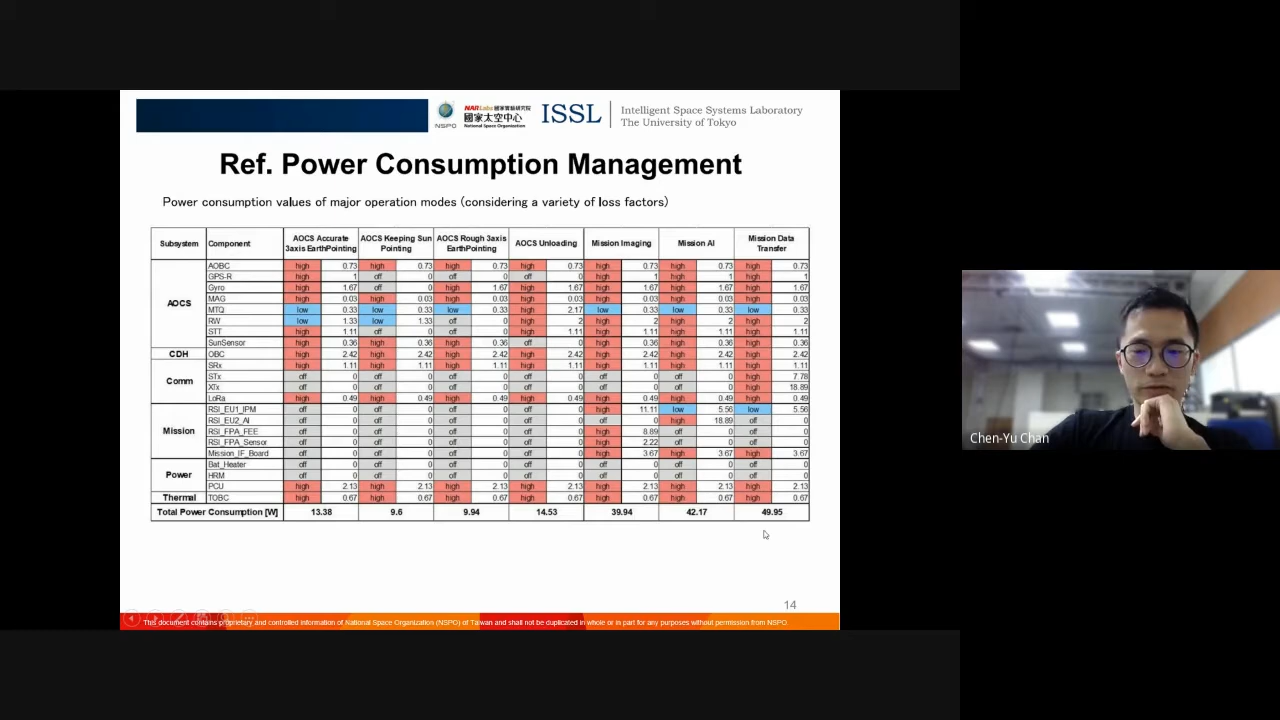 NSPO
NARLabs 國家實驗研究院
國家太空中心
National Space Organization
ISSL
Intelligent Space Systems Laboratory
The University of Tokyo
Ref. Power Consumption Management
Power consumption values of major operation modes (considering a variety of loss factors)
Subsystem Component AOCS Accurate 3axis EarthPointing AOCS Keeping Sun Pointing AOCS Rough 3axis EarthPointing AOCS Unloading Mission Imaging Mission AI Mission Data Transfer
AOCS
AOBC high 0.73 high 0.73 high 0.73 high 0.73 high 0.73 high 0.73 high 0.73
GPS-R high 1 off 0 off 0 off 0 high 1 high 1 high 1
Gyro high 1.67 off 0 high 1.67 high 1.67 high 1.67 high 1.67 high 1.67
MAG high 0.03 high 0.03 high 0.03 high 0.03 high 0.03 high 0.03 high 0.03
MTQ low 0.33 low 0.33 low 0.33 high 2.17 low 0.33 low 0.33 low 0.33
RW low 1.33 low 1.33 off 0 high 2 high 2 high 2 high 2
STT high 1.11 off 0 off 0 high 1.11 high 1.11 high 1.11 high 1.11
SunSensor high 0.36 high 0.36 high 0.36 off 0 high 0.36 high 0.36 high 0.36
CDH OBC high 2.42 high 2.42 high 2.42 high 2.42 high 2.42 high 2.42 high 2.42
Comm
SRx high 1.11 high 1.11 high 1.11 high 1.11 high 1.11 high 1.11 high 1.11
STx off 0 off 0 off 0 off 0 off 0 off 0 high 7.78
XTx off 0 off 0 off 0 off 0 off 0 off 0 high 18.89
LoRa high 0.49 high 0.49 high 0.49 high 0.49 high 0.49 high 0.49 high 0.49
Mission
RSI_EU1_IPM off 0 off 0 off 0 off 0 high 11.11 low 5.56 low 5.56
RSI_EU2_AI off 0 off 0 off 0 off 0 off 0 high 18.89 off 0
RSI_FPA_FEE off 0 off 0 off 0 off 0 high 8.89 off 0 off 0
RSI_FPA_Sensor off 0 off 0 off 0 off 0 high 2.22 off 0 off 0
Mission_IF_Board off 0 off 0 off 0 off 0 high 3.67 high 3.67 high 3.67
Power
Bat_Heater off 0 off 0 off 0 off 0 off 0 off 0 off 0
HRM off 0 off 0 off 0 off 0 off 0 off 0 off 0
PCU high 2.13 high 2.13 high 2.13 high 2.13 high 2.13 high 2.13 high 2.13
Thermal TOBC high 0.67 high 0.67 high 0.67 high 0.67 high 0.67 high 0.67 high 0.67
Total Power Consumption [W] 13.38 9.6 9.94 14.53 39.94 42.17 49.95
14
This document contains proprietary and controlled information of National Space Organization (NSPO) of Taiwan and shall not be duplicated in whole or in part for any purposes without permission from NSPO.
Chen-Yu Chan